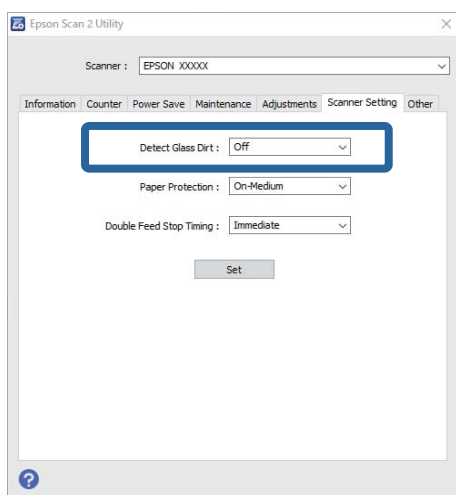 Epson Scan 2 Utility
Scanner : EPSON XXXXX
Information Counter Power Save Maintenance Adjustments Scanner Setting Other
Detect Glass Dirt : Off
Paper Protection : On-Medium
Double Feed Stop Timing : Immediate
Set
?